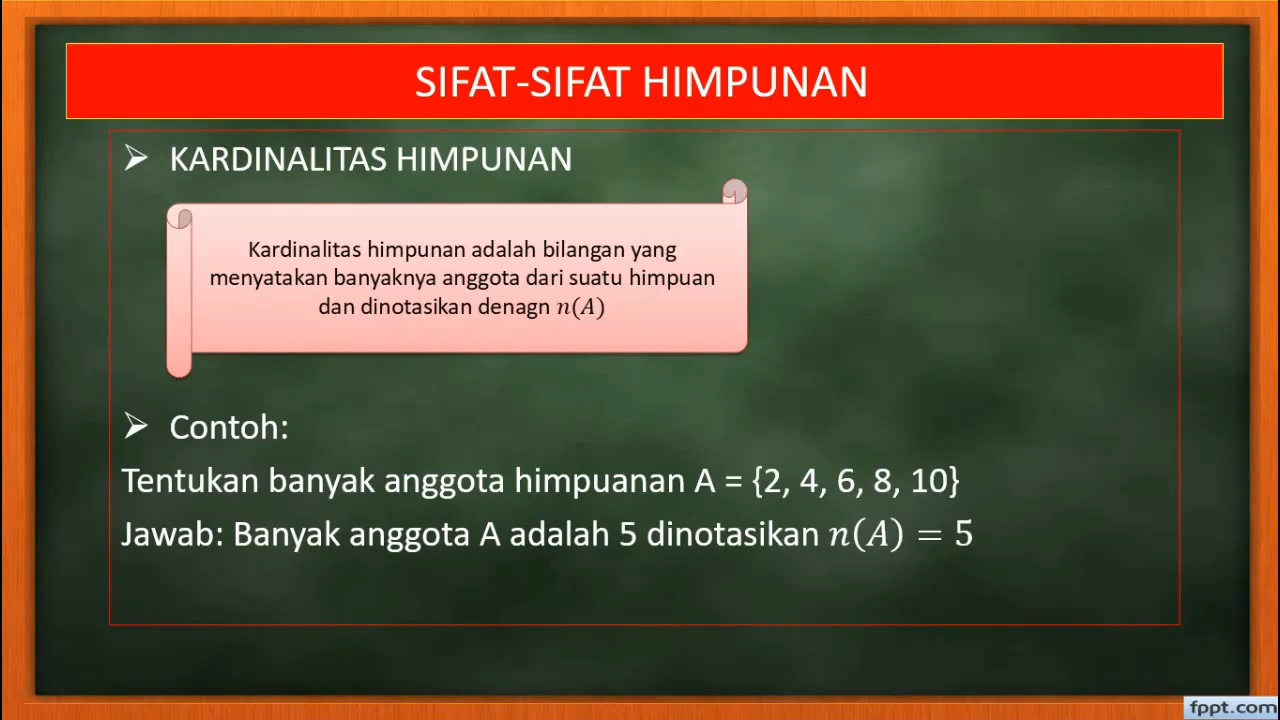 SIFAT-SIFAT HIMPUNAN
KARDINALITAS HIMPUNAN
Kardinalitas himpunan adalah bilangan yang
menyatakan banyaknya anggota dari suatu himpuan
dan dinotasikan denagn n(A)
Contoh:
Tentukan banyak anggota himpuanan A = {2, 4, 6, 8, 10}
Jawab: Banyak anggota A adalah 5 dinotasikan n(A) = 5
fppt.com